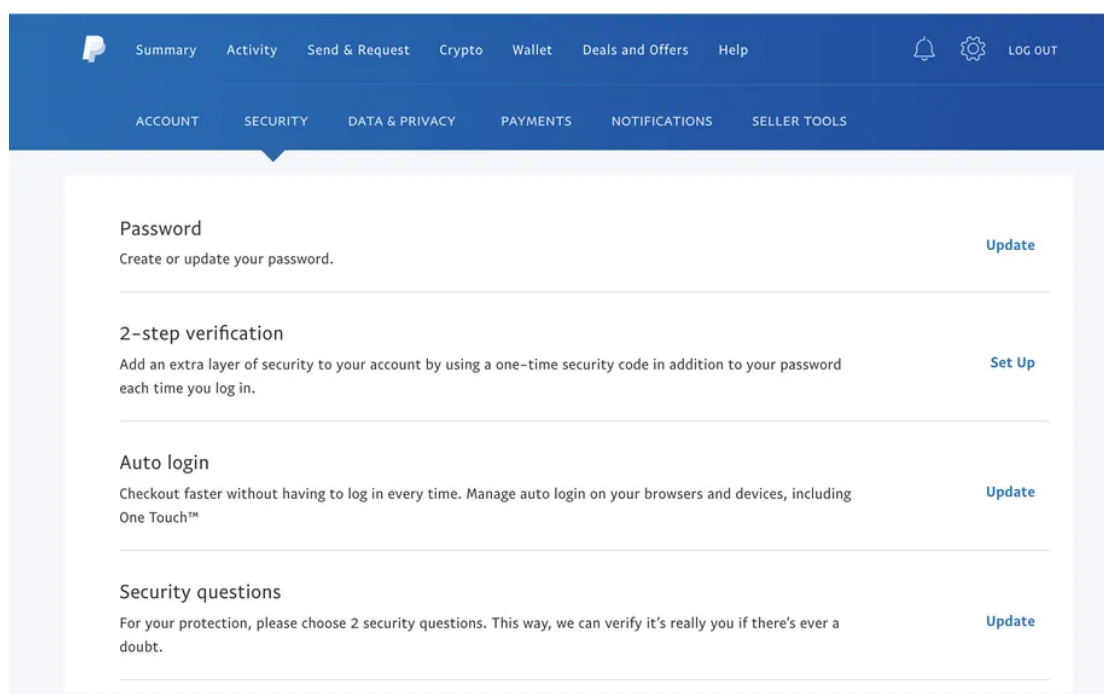 Summary Activity Send & Request Crypto Wallet Deals and Offers Help LOG OUT
ACCOUNT SECURITY DATA & PRIVACY PAYMENTS NOTIFICATIONS SELLER TOOLS
Password
Create or update your password.
Update
2-step verification
Add an extra layer of security to your account by using a one-time security code in addition to your password
each time you log in.
Set Up
Auto login
Checkout faster without having to log in every time. Manage auto login on your browsers and devices, including
One Touch™
Update
Security questions
For your protection, please choose 2 security questions. This way, we can verify it's really you if there's ever a
doubt.
Update